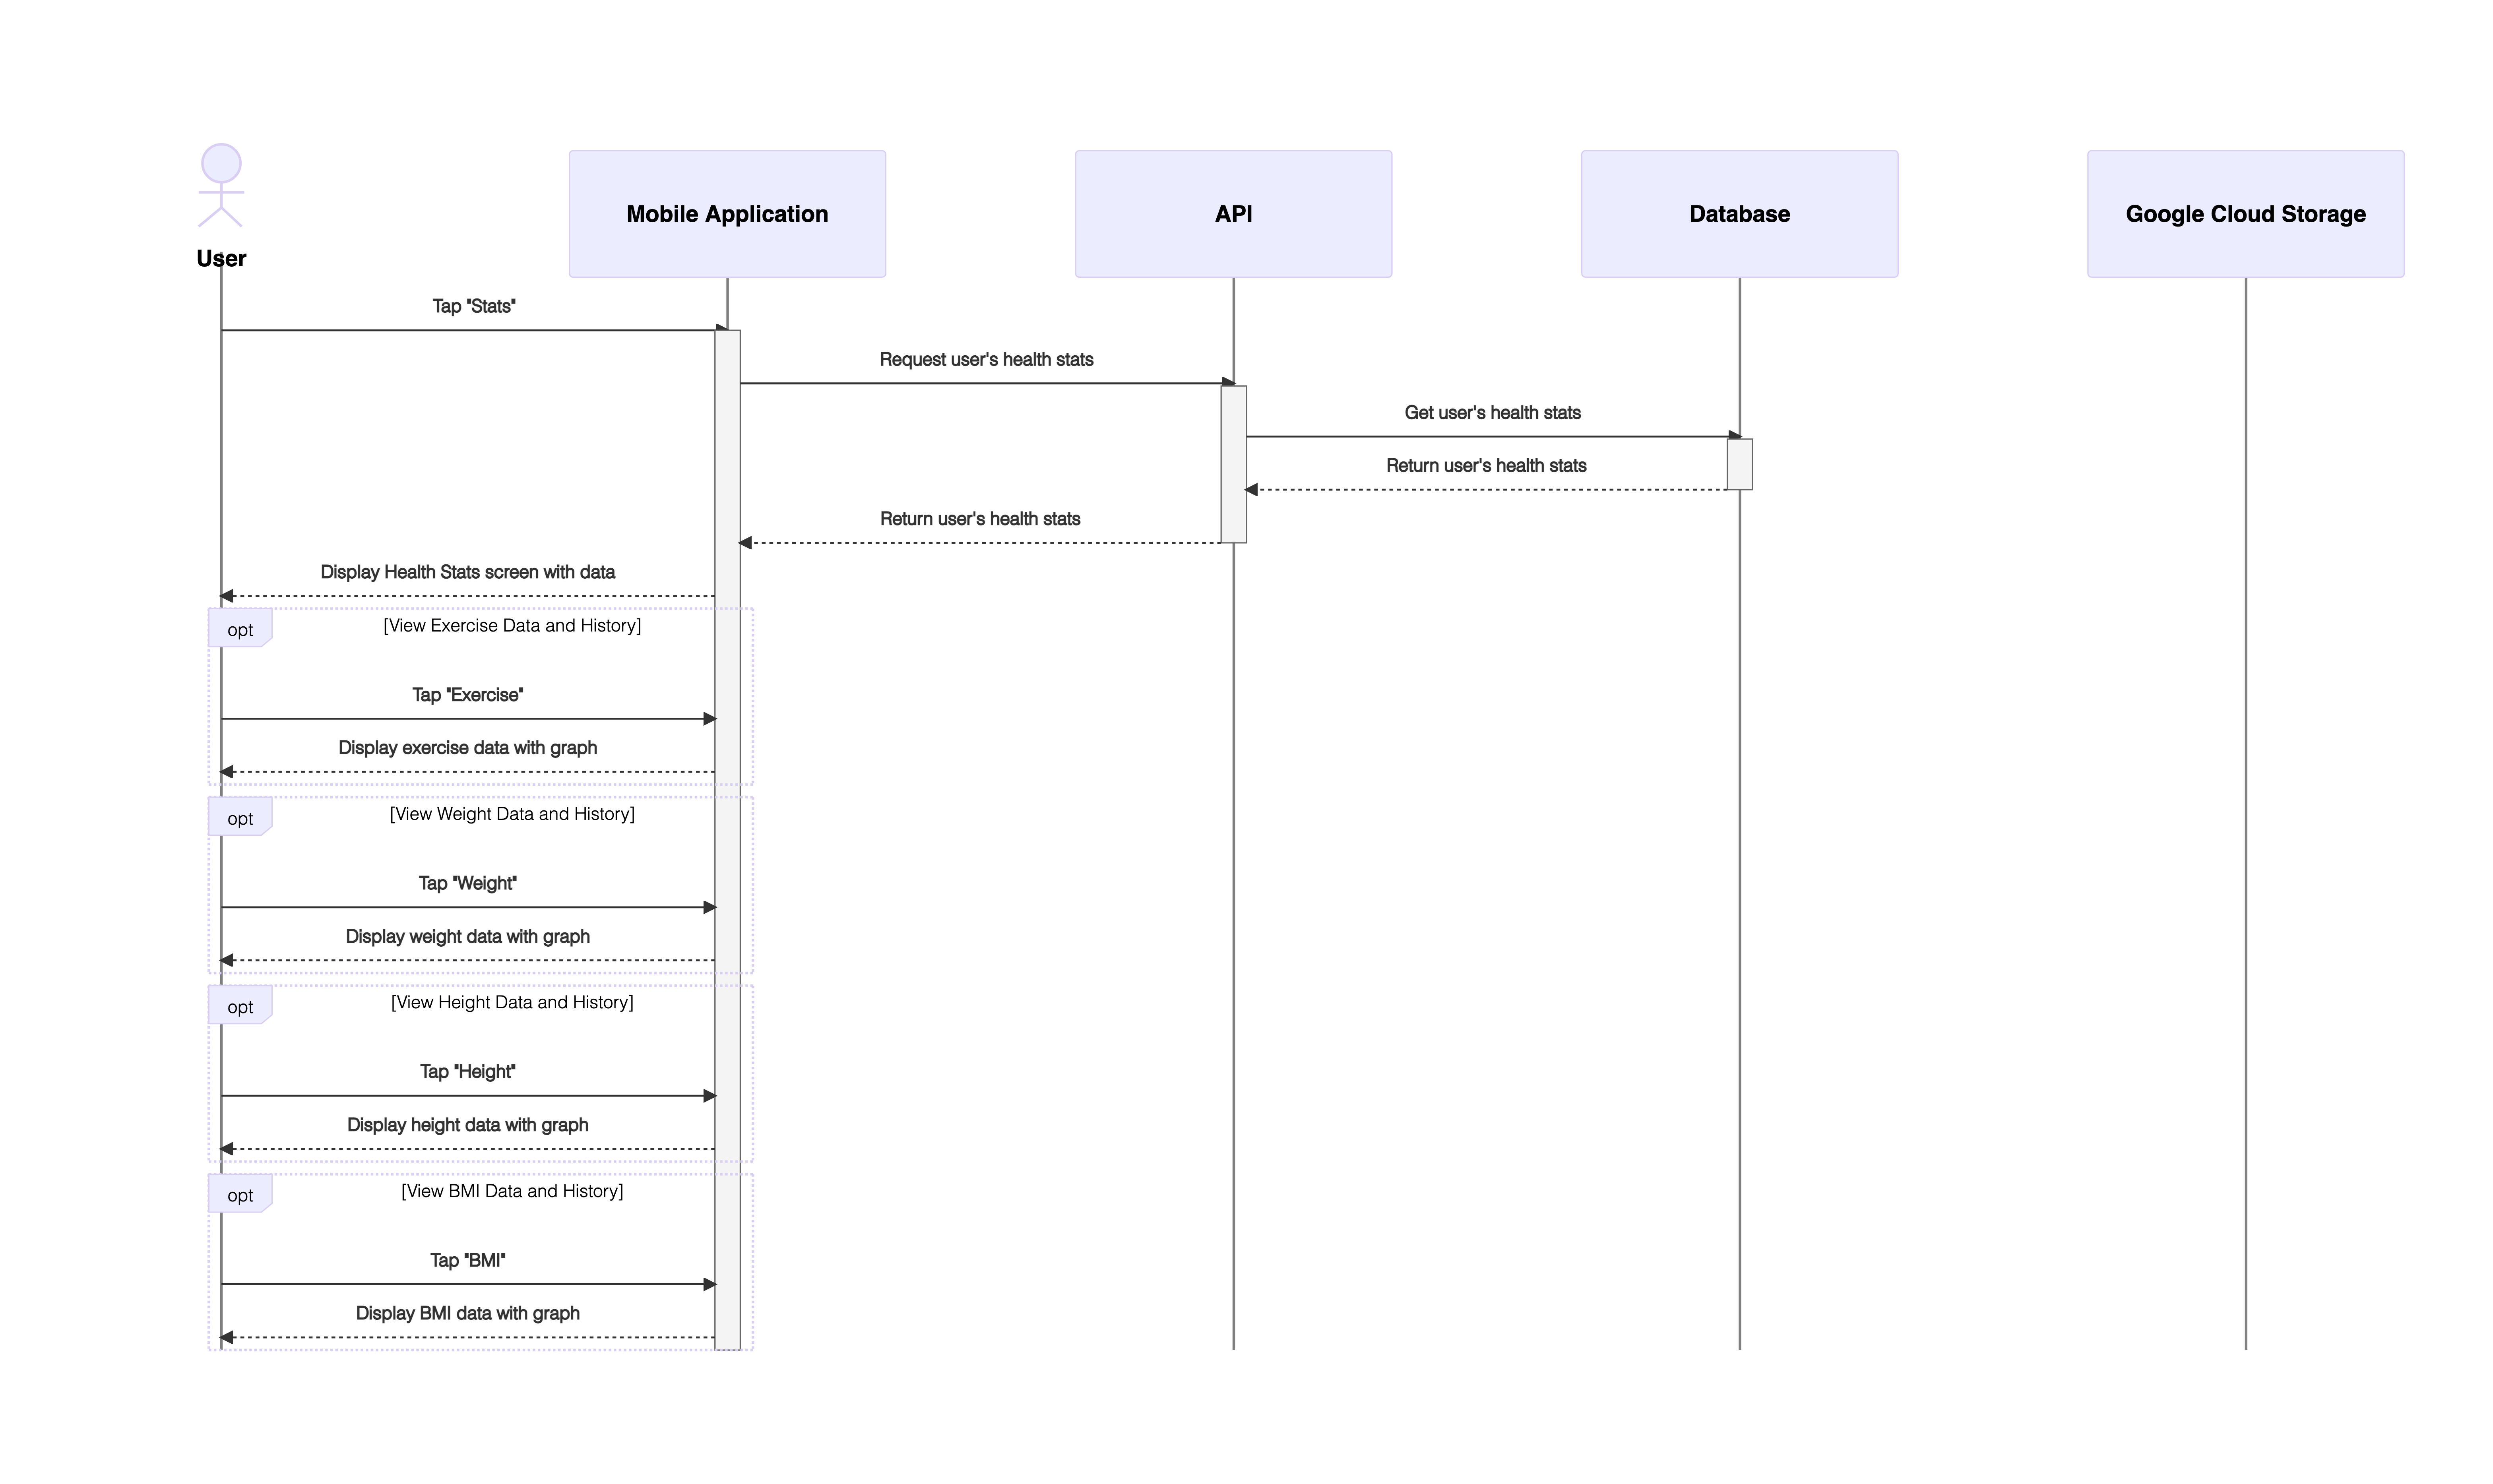 User
Mobile Application
API
Database
Google Cloud Storage
Tap "Stats"
Request user's health stats
Get user's health stats
Return user's health stats
Return user's health stats
Display Health Stats screen with data
opt
[View Exercise Data and History]
Tap "Exercise"
Display exercise data with graph
opt
[View Weight Data and History]
Tap "Weight"
Display weight data with graph
opt
[View Height Data and History]
Tap "Height"
Display height data with graph
opt
[View BMI Data and History]
Tap "BMI"
Display BMI data with graph